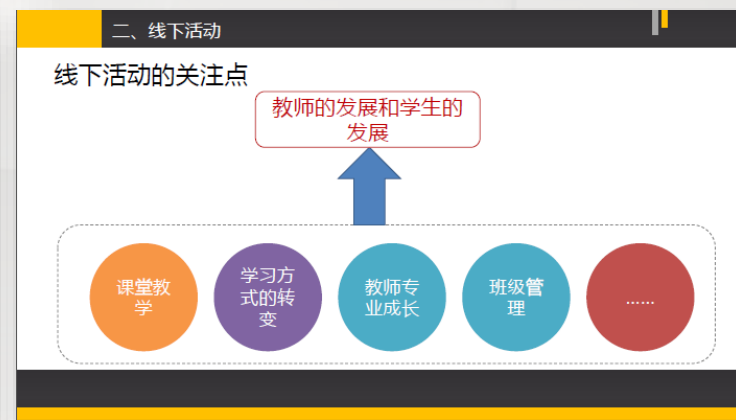 二、线下活动
线下活动的关注点
教师的发展和学生的
发展
课堂教
学
学习方
式的转
变
教师专
业成长
班级管
理
......